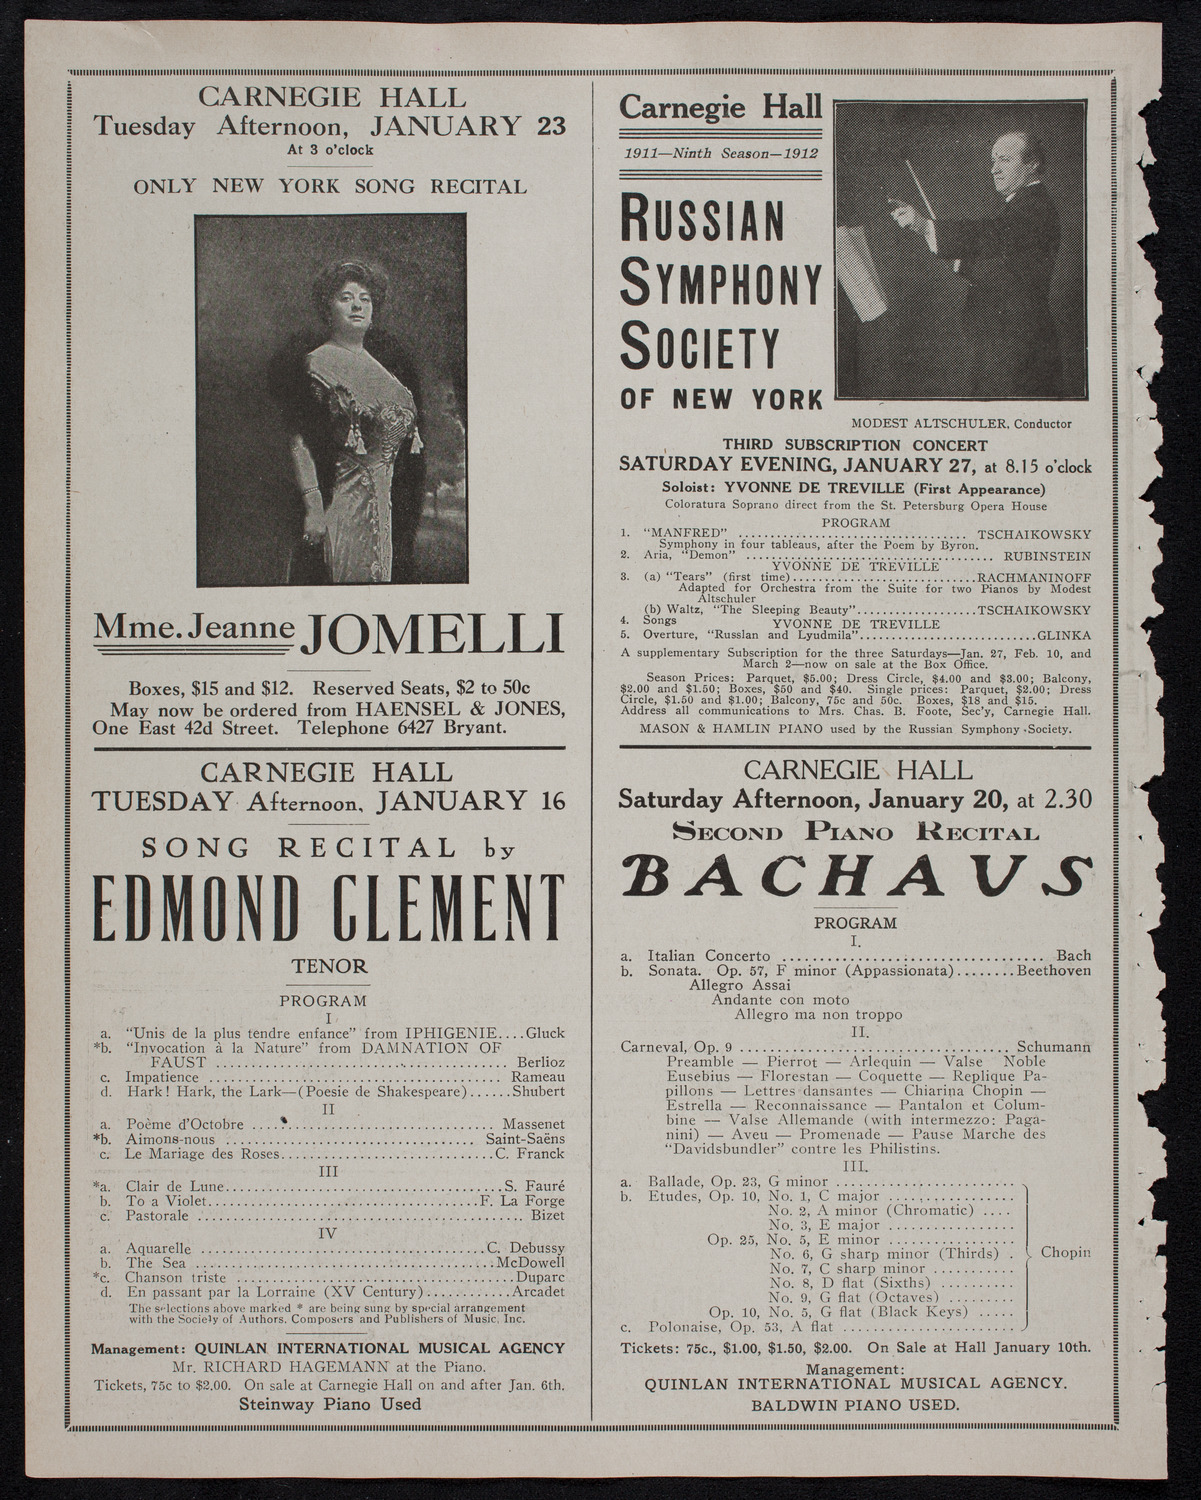 CARNEGIE HALL
Tuesday Afternoon, JANUARY 23
At 3 o'clock
ONLY NEW YORK SONG RECITAL
Mme. Jeanne JOMELLI
Boxes, $15 and $12. Reserved Seats, $2 to 50c
May now be ordered from HAENSEL & JONES,
One East 42d Street. Telephone 6427 Bryant.
CARNEGIE HALL
TUESDAY Afternoon, JANUARY 16
SONG RECITAL by
EDMOND CLEMENT
TENOR
PROGRAM
I
a. "Unis de la plus tendre enfance" from IPHIGENIE....Gluck
*b. "Invocation à la Nature" from DAMNATION OF
FAUST ........ Berlioz
c. Impatience ........ Rameau
d. Hark! Hark, the Lark—(Poesie de Shakespeare)......Shubert
II
a. Poème d'Octobre ........ Massenet
*b. Aimons-nous ........ Saint-Saëns
c. Le Mariage des Roses........C. Franck
III
*a. Clair de Lune........S. Fauré
b. To a Violet........F. La Forge
c. Pastorale ........ Bizet
IV
a. Aquarelle ........C. Debussy
b. The Sea ........McDowell
*c. Chanson triste ........Duparc
d. En passant par la Lorraine (XV Century)........Arcadet
The selections above marked * are being sung by special arrangement
with the Society of Authors, Composers and Publishers of Music, Inc.
Management: QUINLAN INTERNATIONAL MUSICAL AGENCY
Mr. RICHARD HAGEMANN at the Piano.
Tickets, 75c to $2.00. On sale at Carnegie Hall on and after Jan. 6th.
Steinway Piano Used
Carnegie Hall
1911—Ninth Season—1912
RUSSIAN
SYMPHONY
SOCIETY
OF NEW YORK
MODEST ALTSCHULER, Conductor
THIRD SUBSCRIPTION CONCERT
SATURDAY EVENING, JANUARY 27, at 8.15 o'clock
Soloist: YVONNE DE TREVILLE (First Appearance)
Coloratura Soprano direct from the St. Petersburg Opera House
PROGRAM
1. "MANFRED" ........ TSCHAIKOWSKY
Symphony in four tableaus, after the Poem by Byron.
2. Aria, "Demon" ........ RUBINSTEIN
YVONNE DE TREVILLE
3. (a) "Tears" (first time)........RACHMANINOFF
Adapted for Orchestra from the Suite for two Pianos by Modest
Altschuler
(b) Waltz, "The Sleeping Beauty"........TSCHAIKOWSKY
4. Songs YVONNE DE TREVILLE
5. Overture, "Russlan and Lyudmila"........GLINKA
A supplementary Subscription for the three Saturdays—Jan. 27, Feb. 10, and
March 2—now on sale at the Box Office.
Season Prices: Parquet, $5.00; Dress Circle, $4.00 and $3.00; Balcony,
$2.00 and $1.50; Boxes, $50 and $40. Single prices: Parquet, $2.00; Dress
Circle, $1.50 and $1.00; Balcony, 75c and 50c. Boxes, $18 and $15.
Address all communications to Mrs. Chas. B. Foote, Sec'y, Carnegie Hall.
MASON & HAMLIN PIANO used by the Russian Symphony Society.
CARNEGIE HALL
Saturday Afternoon, January 20, at 2.30
SECOND PIANO RECITAL
BACHAUS
PROGRAM
I.
a. Italian Concerto ........ Bach
b. Sonata. Op. 57, F minor (Appassionata)........Beethoven
Allegro Assai
Andante con moto
Allegro ma non troppo
II.
Carneval, Op. 9 ........ Schumann
Preamble — Pierrot — Arlequin — Valse Noble
Eusebius — Florestan — Coquette — Replique Pa-
pillons — Lettres dansantes — Chiarina Chopin —
Estrella — Reconnaissance — Pantalon et Colum-
bine — Valse Allemande (with intermezzo: Paga-
nini) — Aveu — Promenade — Pause Marche des
"Davidsbundler" contre les Philistins.
III.
a. Ballade, Op. 23, G minor ........
b. Etudes, Op. 10, No. 1, C major ........
No. 2, A minor (Chromatic) ....
No. 3, E major ........
Op. 25, No. 5, E minor ........
No. 6, G sharp minor (Thirds) . Chopin
No. 7, C sharp minor ........
No. 8, D flat (Sixths) ........
No. 9, G flat (Octaves) ........
Op. 10, No. 5, G flat (Black Keys) .....
c. Polonaise, Op. 53, A flat ........
Tickets: 75c., $1.00, $1.50, $2.00. On Sale at Hall January 10th.
Management:
QUINLAN INTERNATIONAL MUSICAL AGENCY.
BALDWIN PIANO USED.